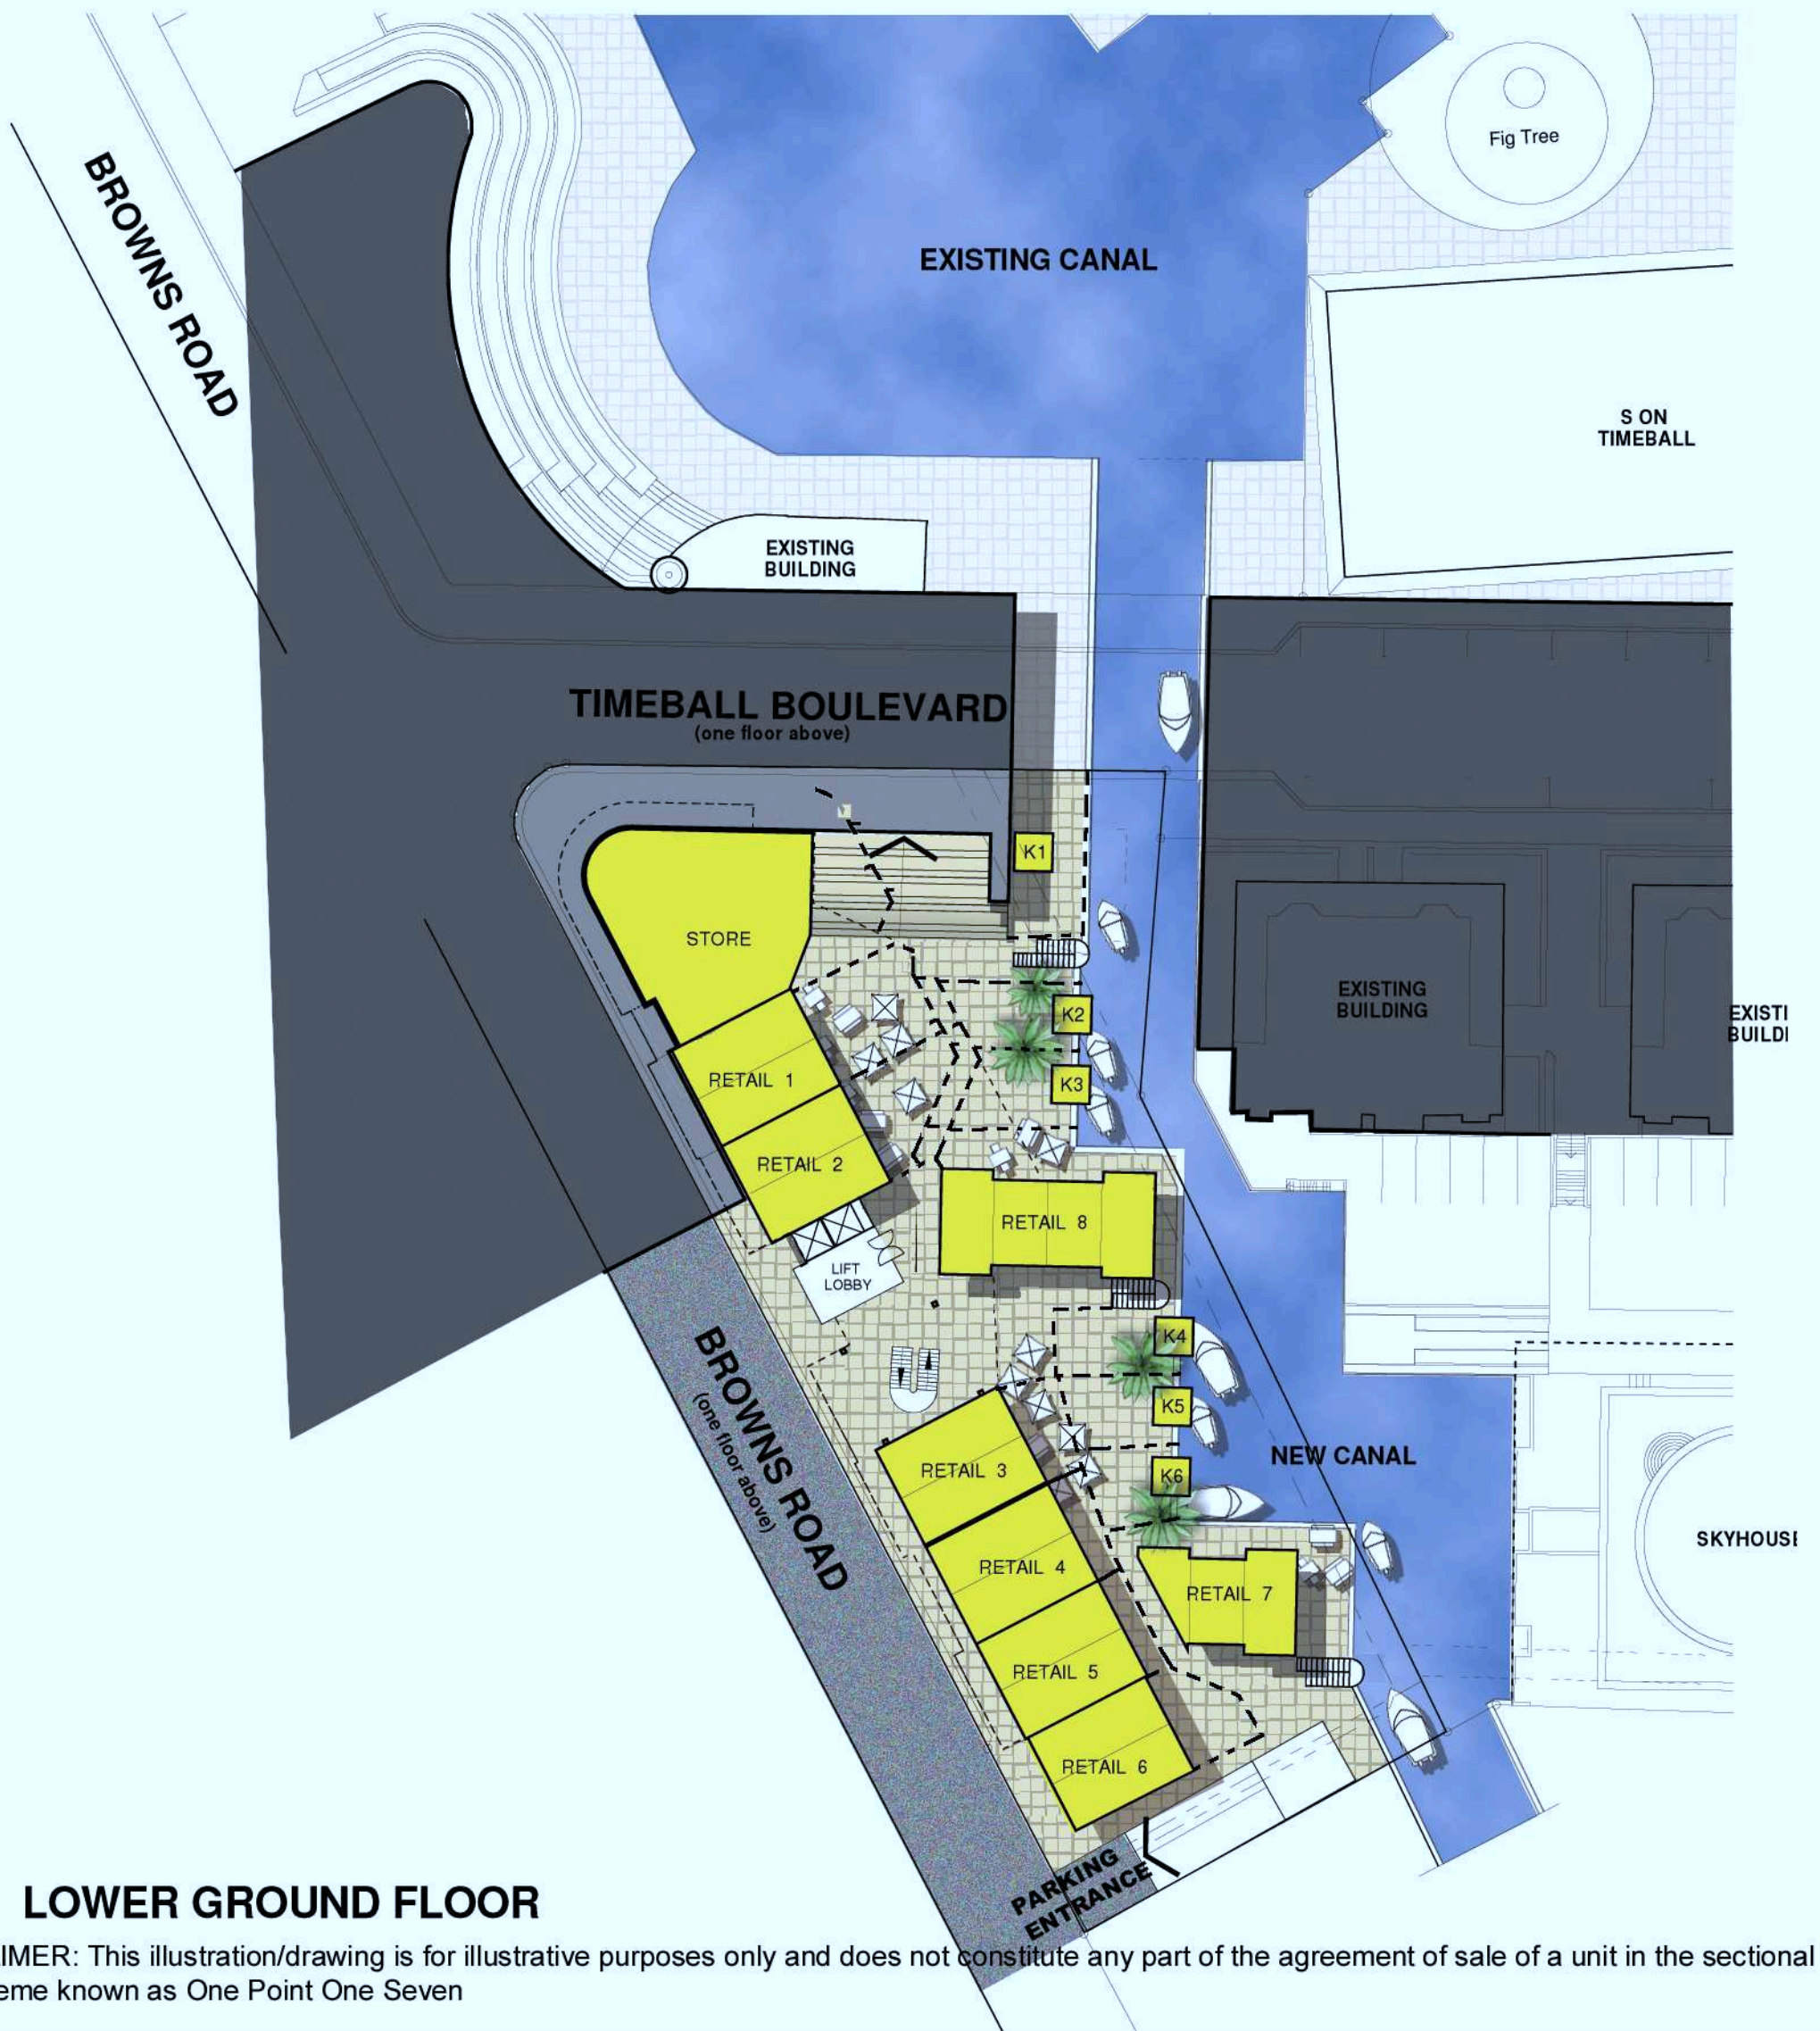 Fig Tree
BROWNS ROAD
EXISTING CANAL
S ON
TIMEBALL
EXISTING
BUILDING
TIMEBALL BOULEVARD
(one floor above)
K1
STORE
EXISTING
BUILDING
EXISTI
BUILDI
K2
RETAIL 1
K3
RETAIL 2
RETAIL 8
LIFT
LOBBY
K4
K5
BROWNS ROAD
(one floor above)
RETAIL 3
K6
NEW CANAL
SKYHOUSE
RETAIL 4
RETAIL 7
RETAIL 5
RETAIL 6
PARKING
ENTRANCE
LOWER GROUND FLOOR
IMER: This illustration/drawing is for illustrative purposes only and does not constitute any part of the agreement of sale of a unit in the sectional
eme known as One Point One Seven